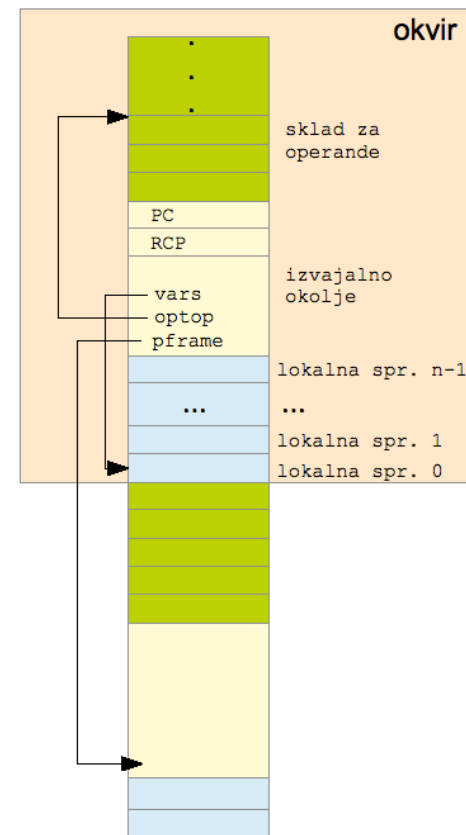 okvir
.
.
.
sklad za
operande
PC
RCP
izvajalno
okolje
vars
optop
pframe
lokalna spr. n-1
... ...
lokalna spr. 1
lokalna spr. 0